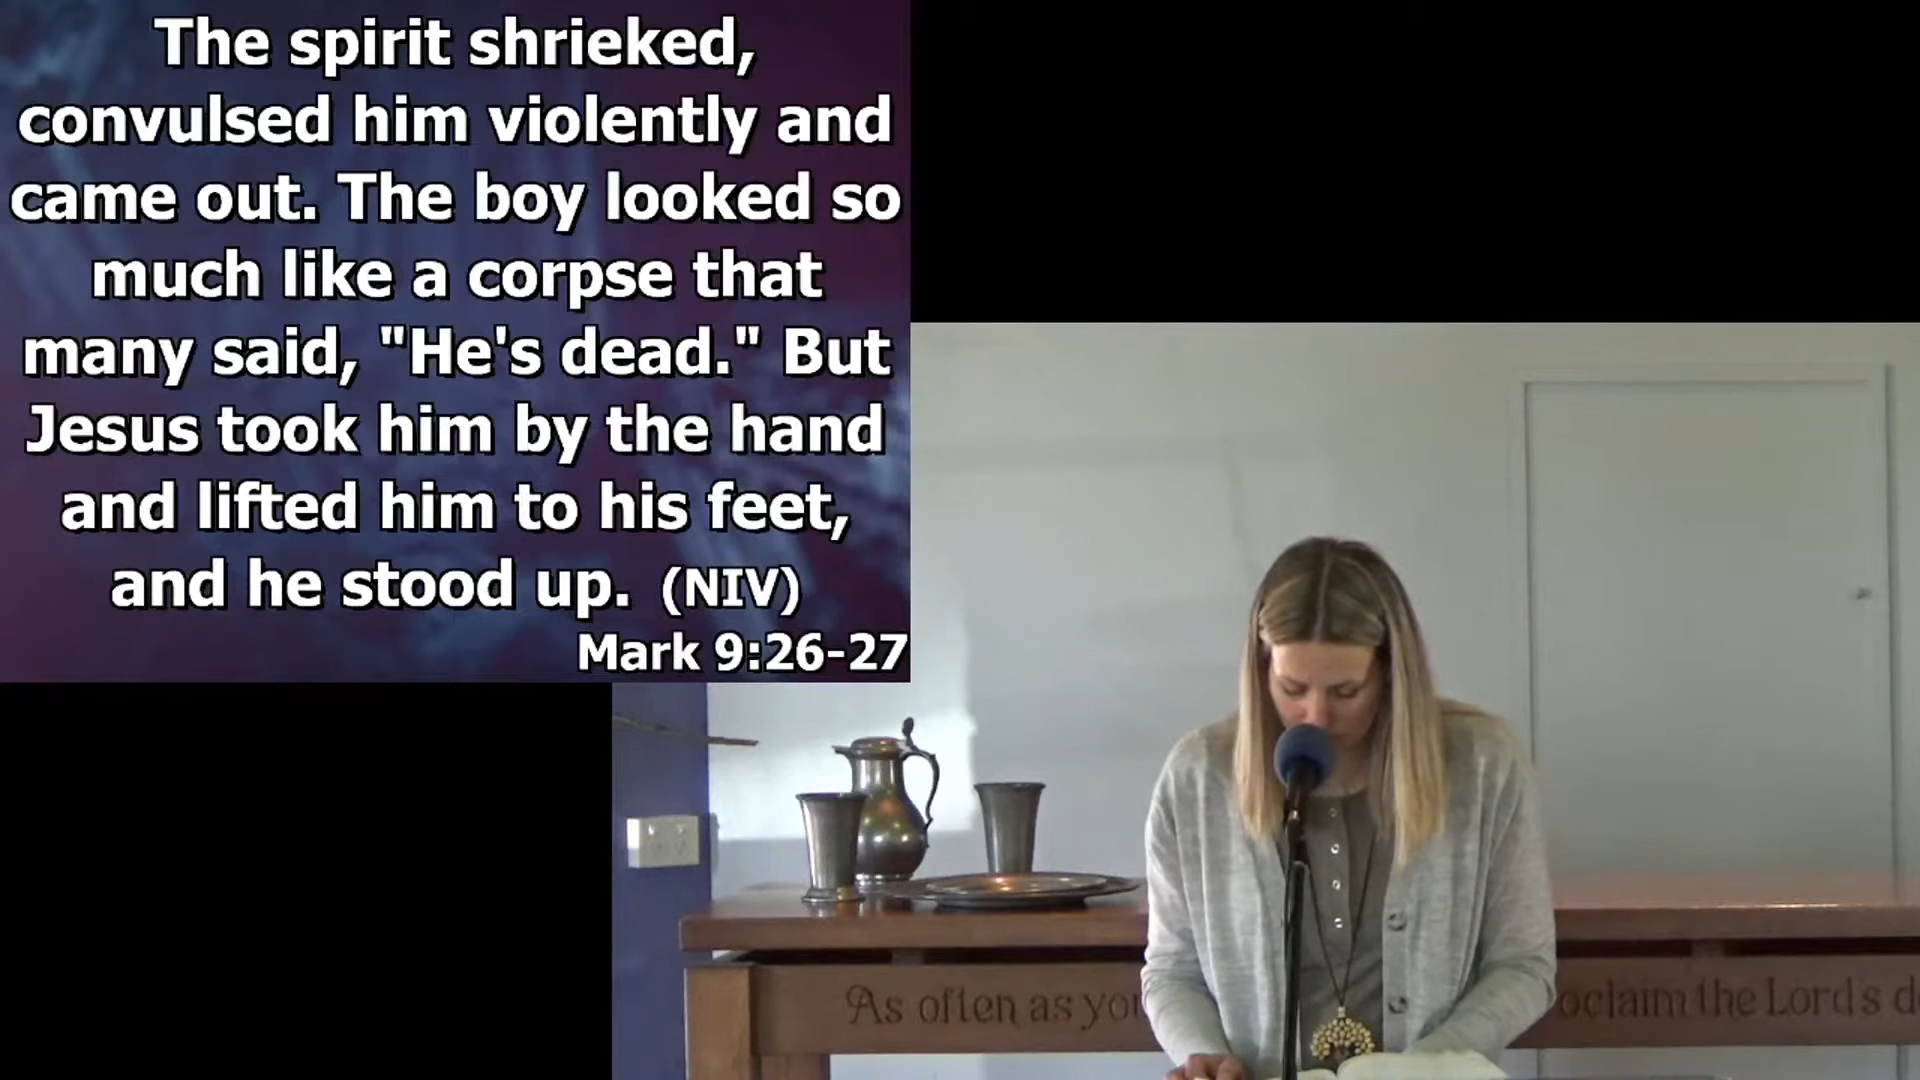 The spirit shrieked,
convulsed him violently and
came out. The boy looked so
much like a corpse that
many said, "He's dead." But
Jesus took him by the hand
and lifted him to his feet,
and he stood up. (NIV)
Mark 9:26-27
As often as yo
oclaim the Lord's d